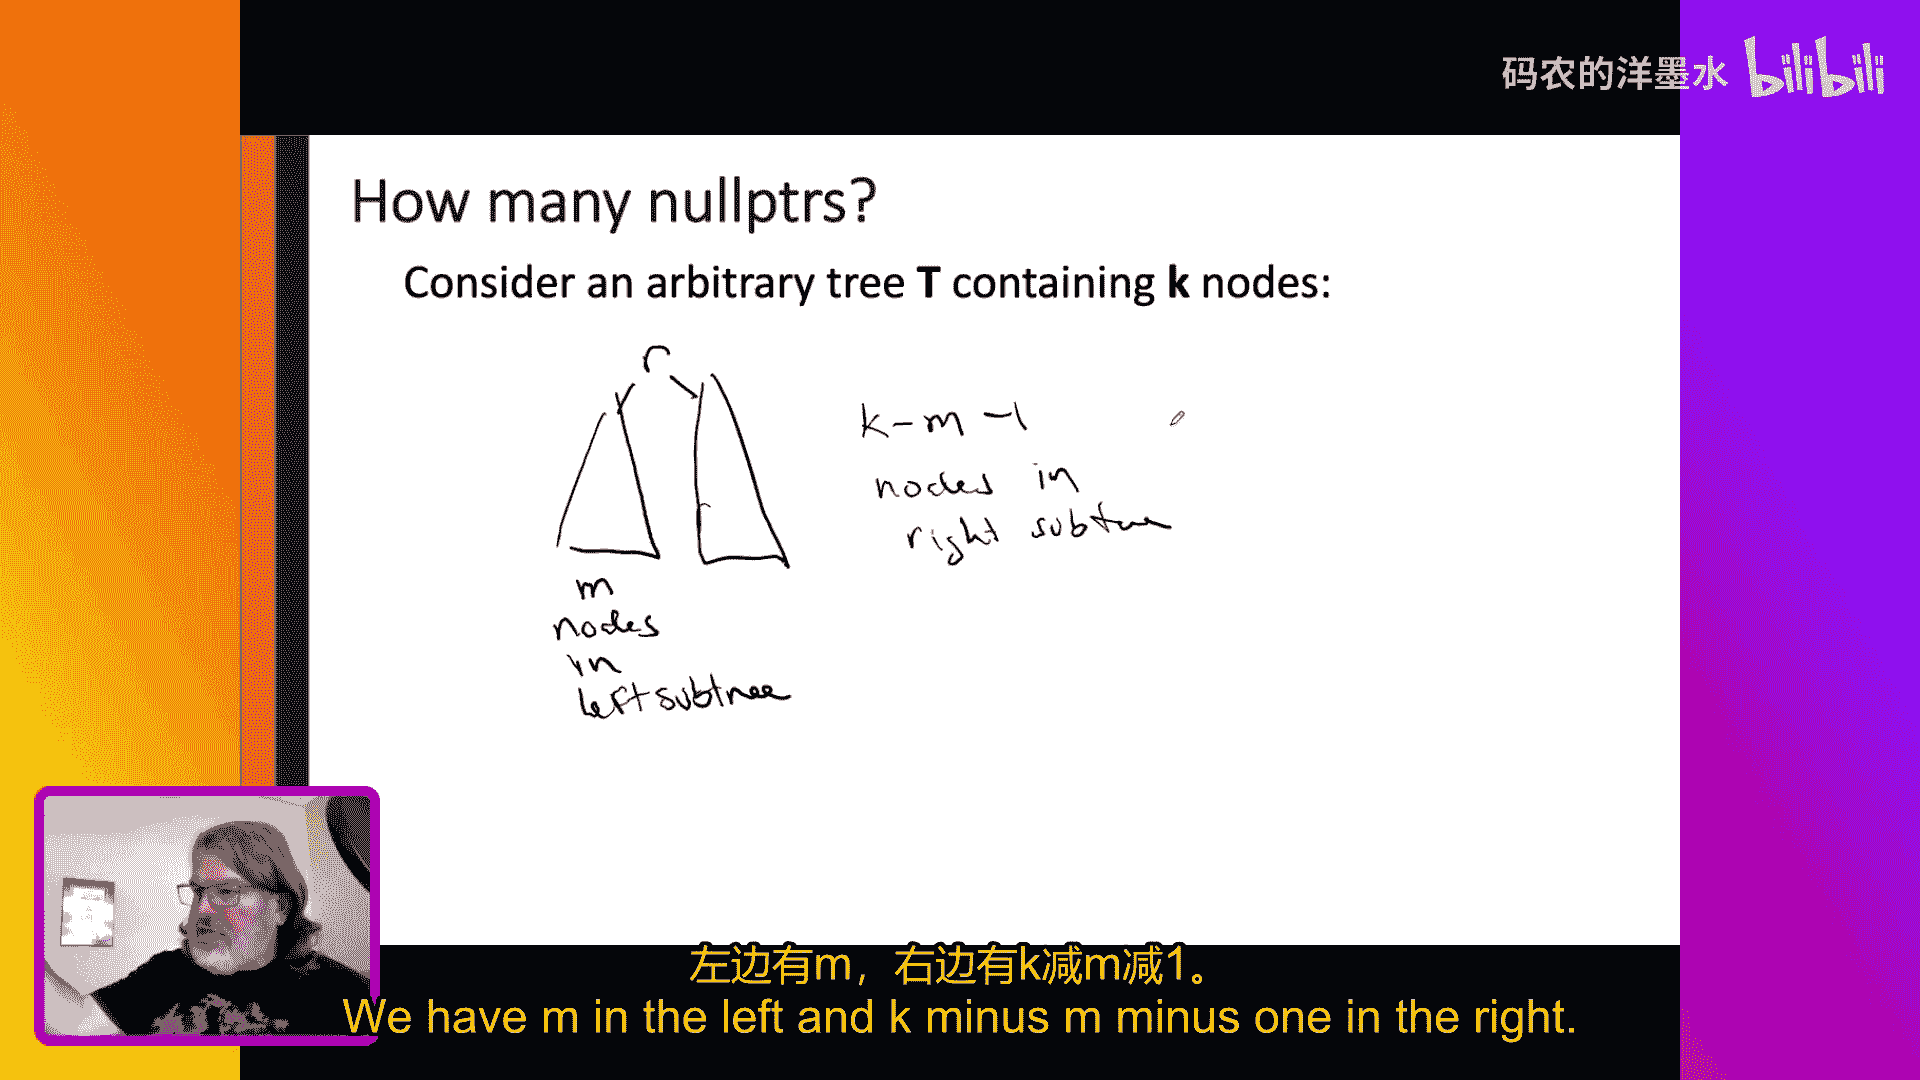 码农的洋墨水 bilibili
How many nullptrs?
Consider an arbitrary tree T containing k nodes:
r
k-m-1
nodes in
right subtree
m
nodes
in
left subtree
左边有m，右边有k减m减1。
We have m in the left and k minus m minus one in the right.